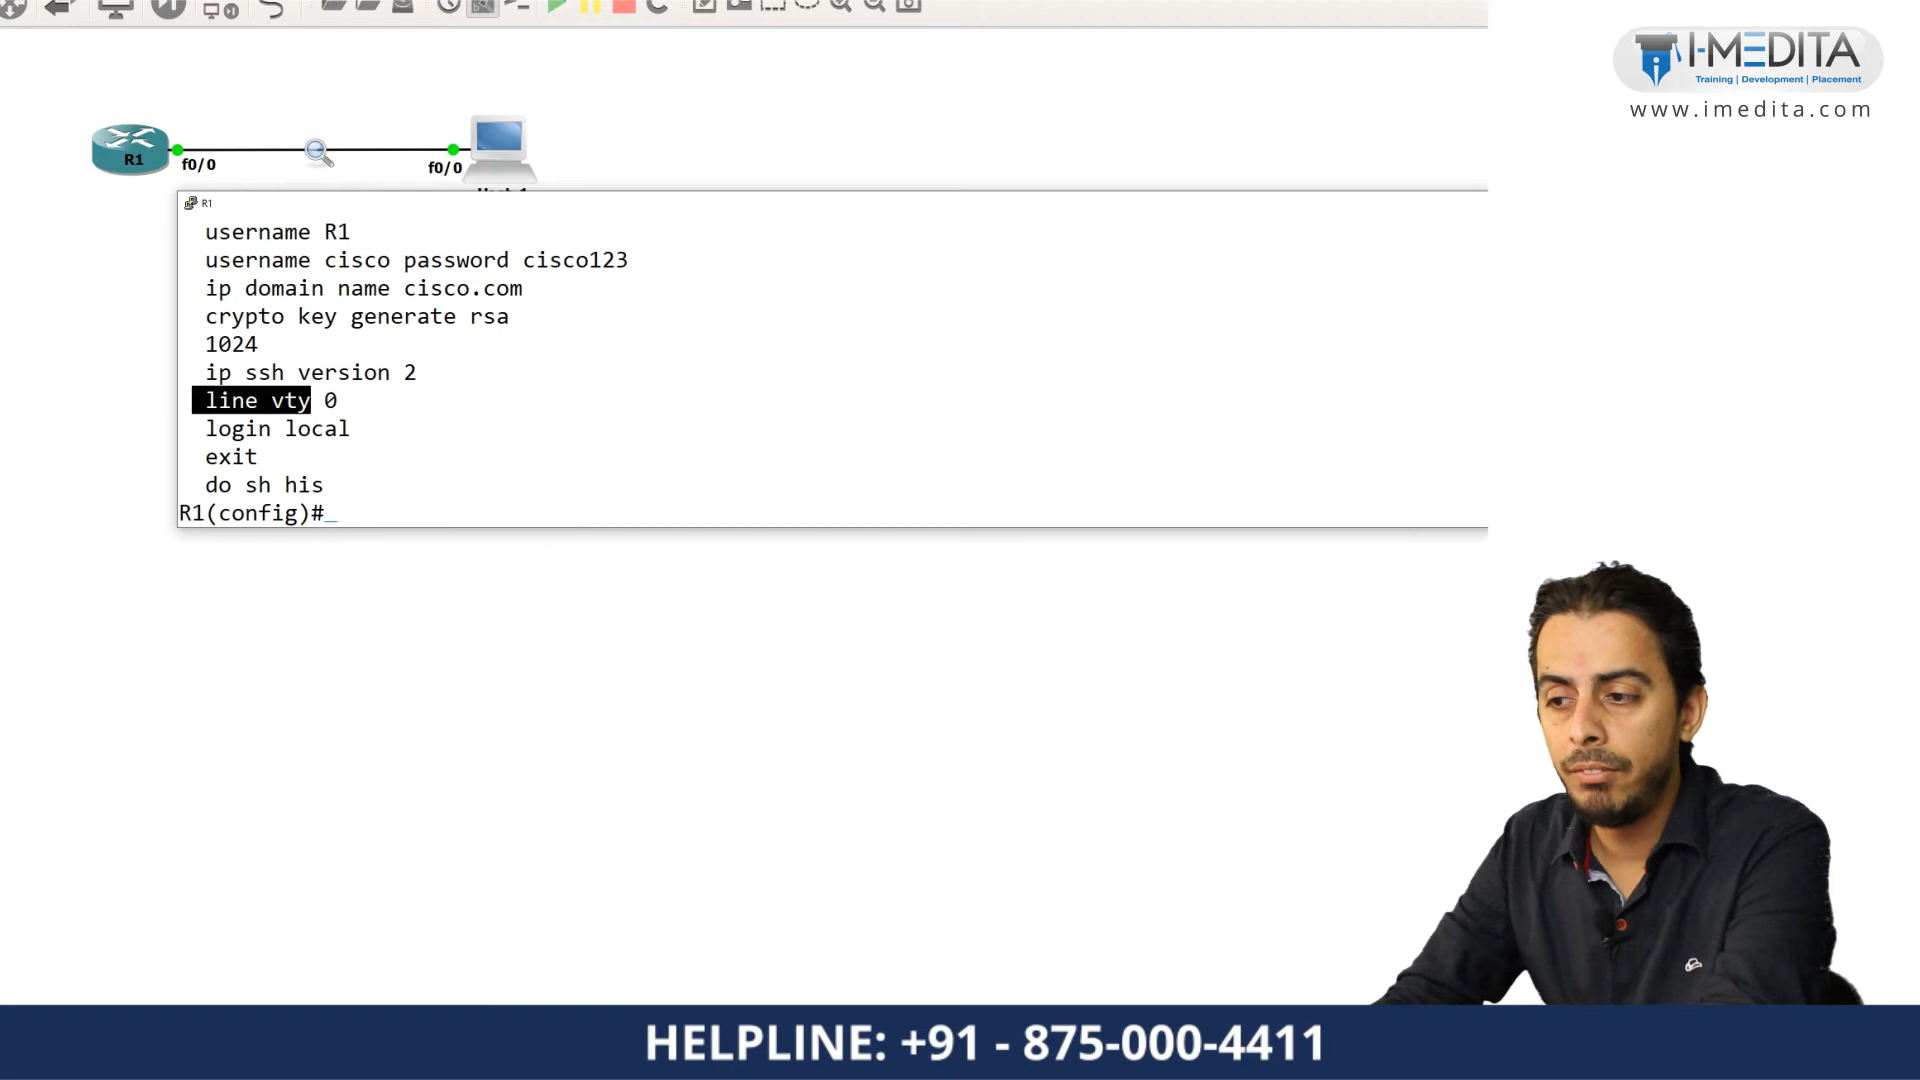 I-MEDITA
Training | Development | Placement
www.imedita.com
R1
f0/0
f0/0
R1
username R1
username cisco password cisco123
ip domain name cisco.com
crypto key generate rsa
1024
ip ssh version 2
line vty 0
login local
exit
do sh his
R1(config)#_
HELPLINE: +91 - 875-000-4411